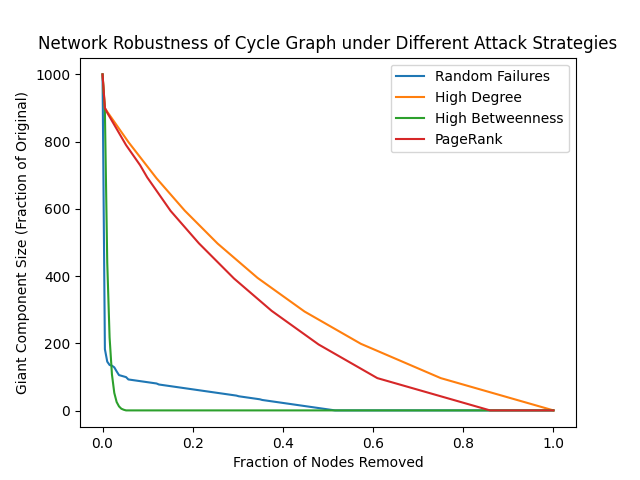 Network Robustness of Cycle Graph under Different Attack Strategies
Random Failures
High Degree
High Betweenness
PageRank
Giant Component Size (Fraction of Original)
1000
800
600
400
200
0
0.0 0.2 0.4 0.6 0.8 1.0
Fraction of Nodes Removed